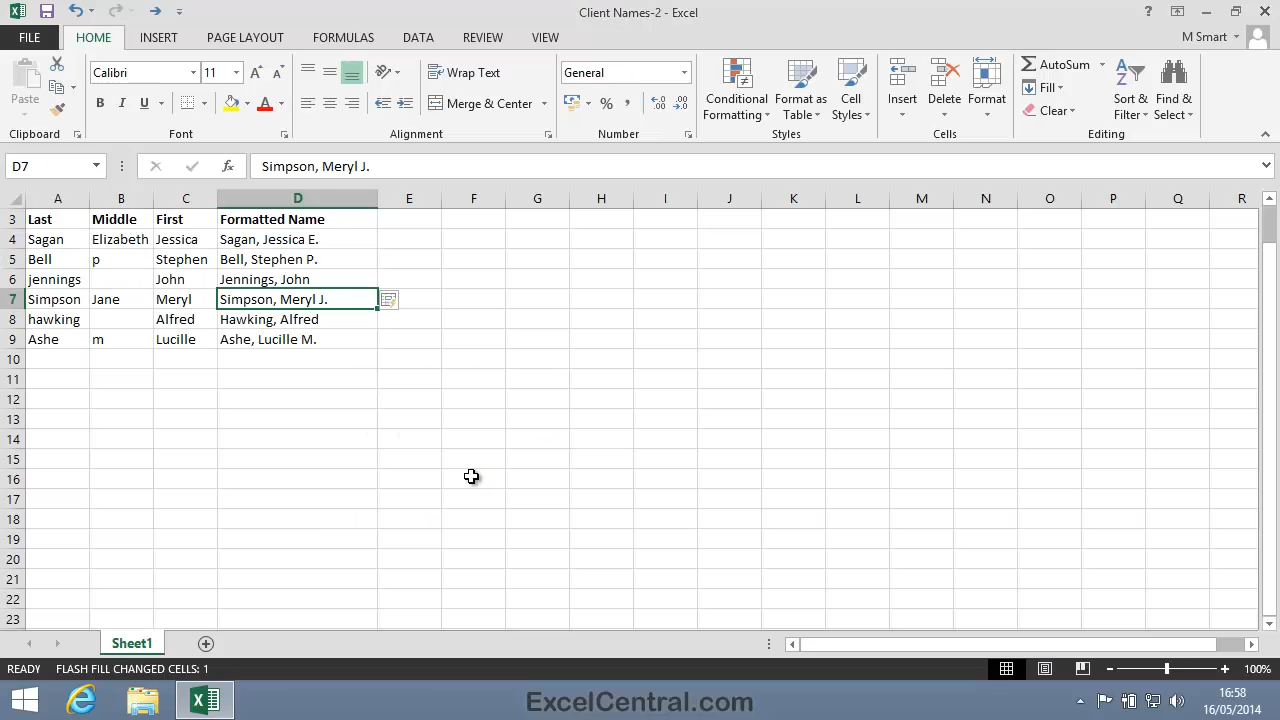 Client Names-2 - Excel
?
FILE HOME INSERT PAGE LAYOUT FORMULAS DATA REVIEW VIEW M Smart
Paste
Calibri 11
B I U A
Wrap Text
Merge & Center
General
% ,
Conditional Formatting
Format as Table
Cell Styles
Insert Delete Format
AutoSum
Fill
Clear
Sort & Filter
Find & Select
Clipboard Font Alignment Number Styles Cells Editing
D7 fx Simpson, Meryl J.
A B C D E F G H I J K L M N O P Q R
3 Last Middle First Formatted Name
4 Sagan Elizabeth Jessica Sagan, Jessica E.
5 Bell p Stephen Bell, Stephen P.
6 jennings John Jennings, John
7 Simpson Jane Meryl Simpson, Meryl J.
8 hawking Alfred Hawking, Alfred
9 Ashe m Lucille Ashe, Lucille M.
10
11
12
13
14
15
16
17
18
19
20
21
22
23
Sheet1
READY FLASH FILL CHANGED CELLS: 1 100%
ExcelCentral.com
16:58
16/05/2014